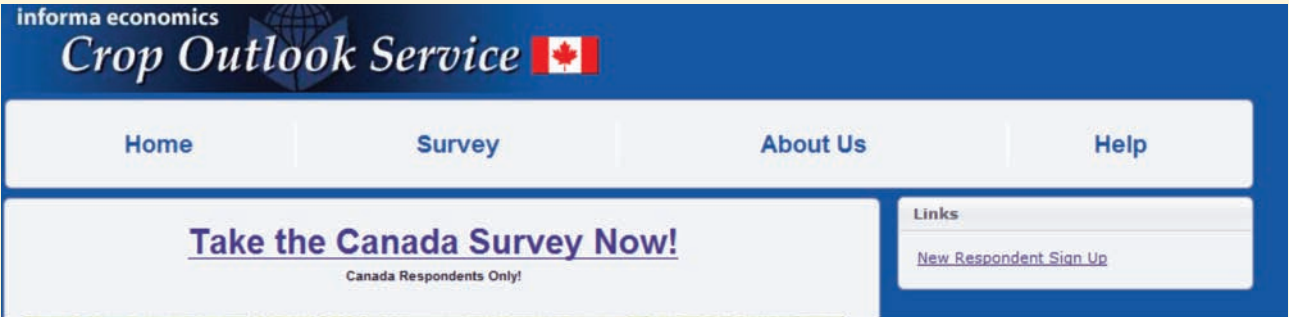 informa economics
Crop Outlook Service
Home Survey About Us Help
Take the Canada Survey Now!
Canada Respondents Only!
Links
New Respondent Sign Up